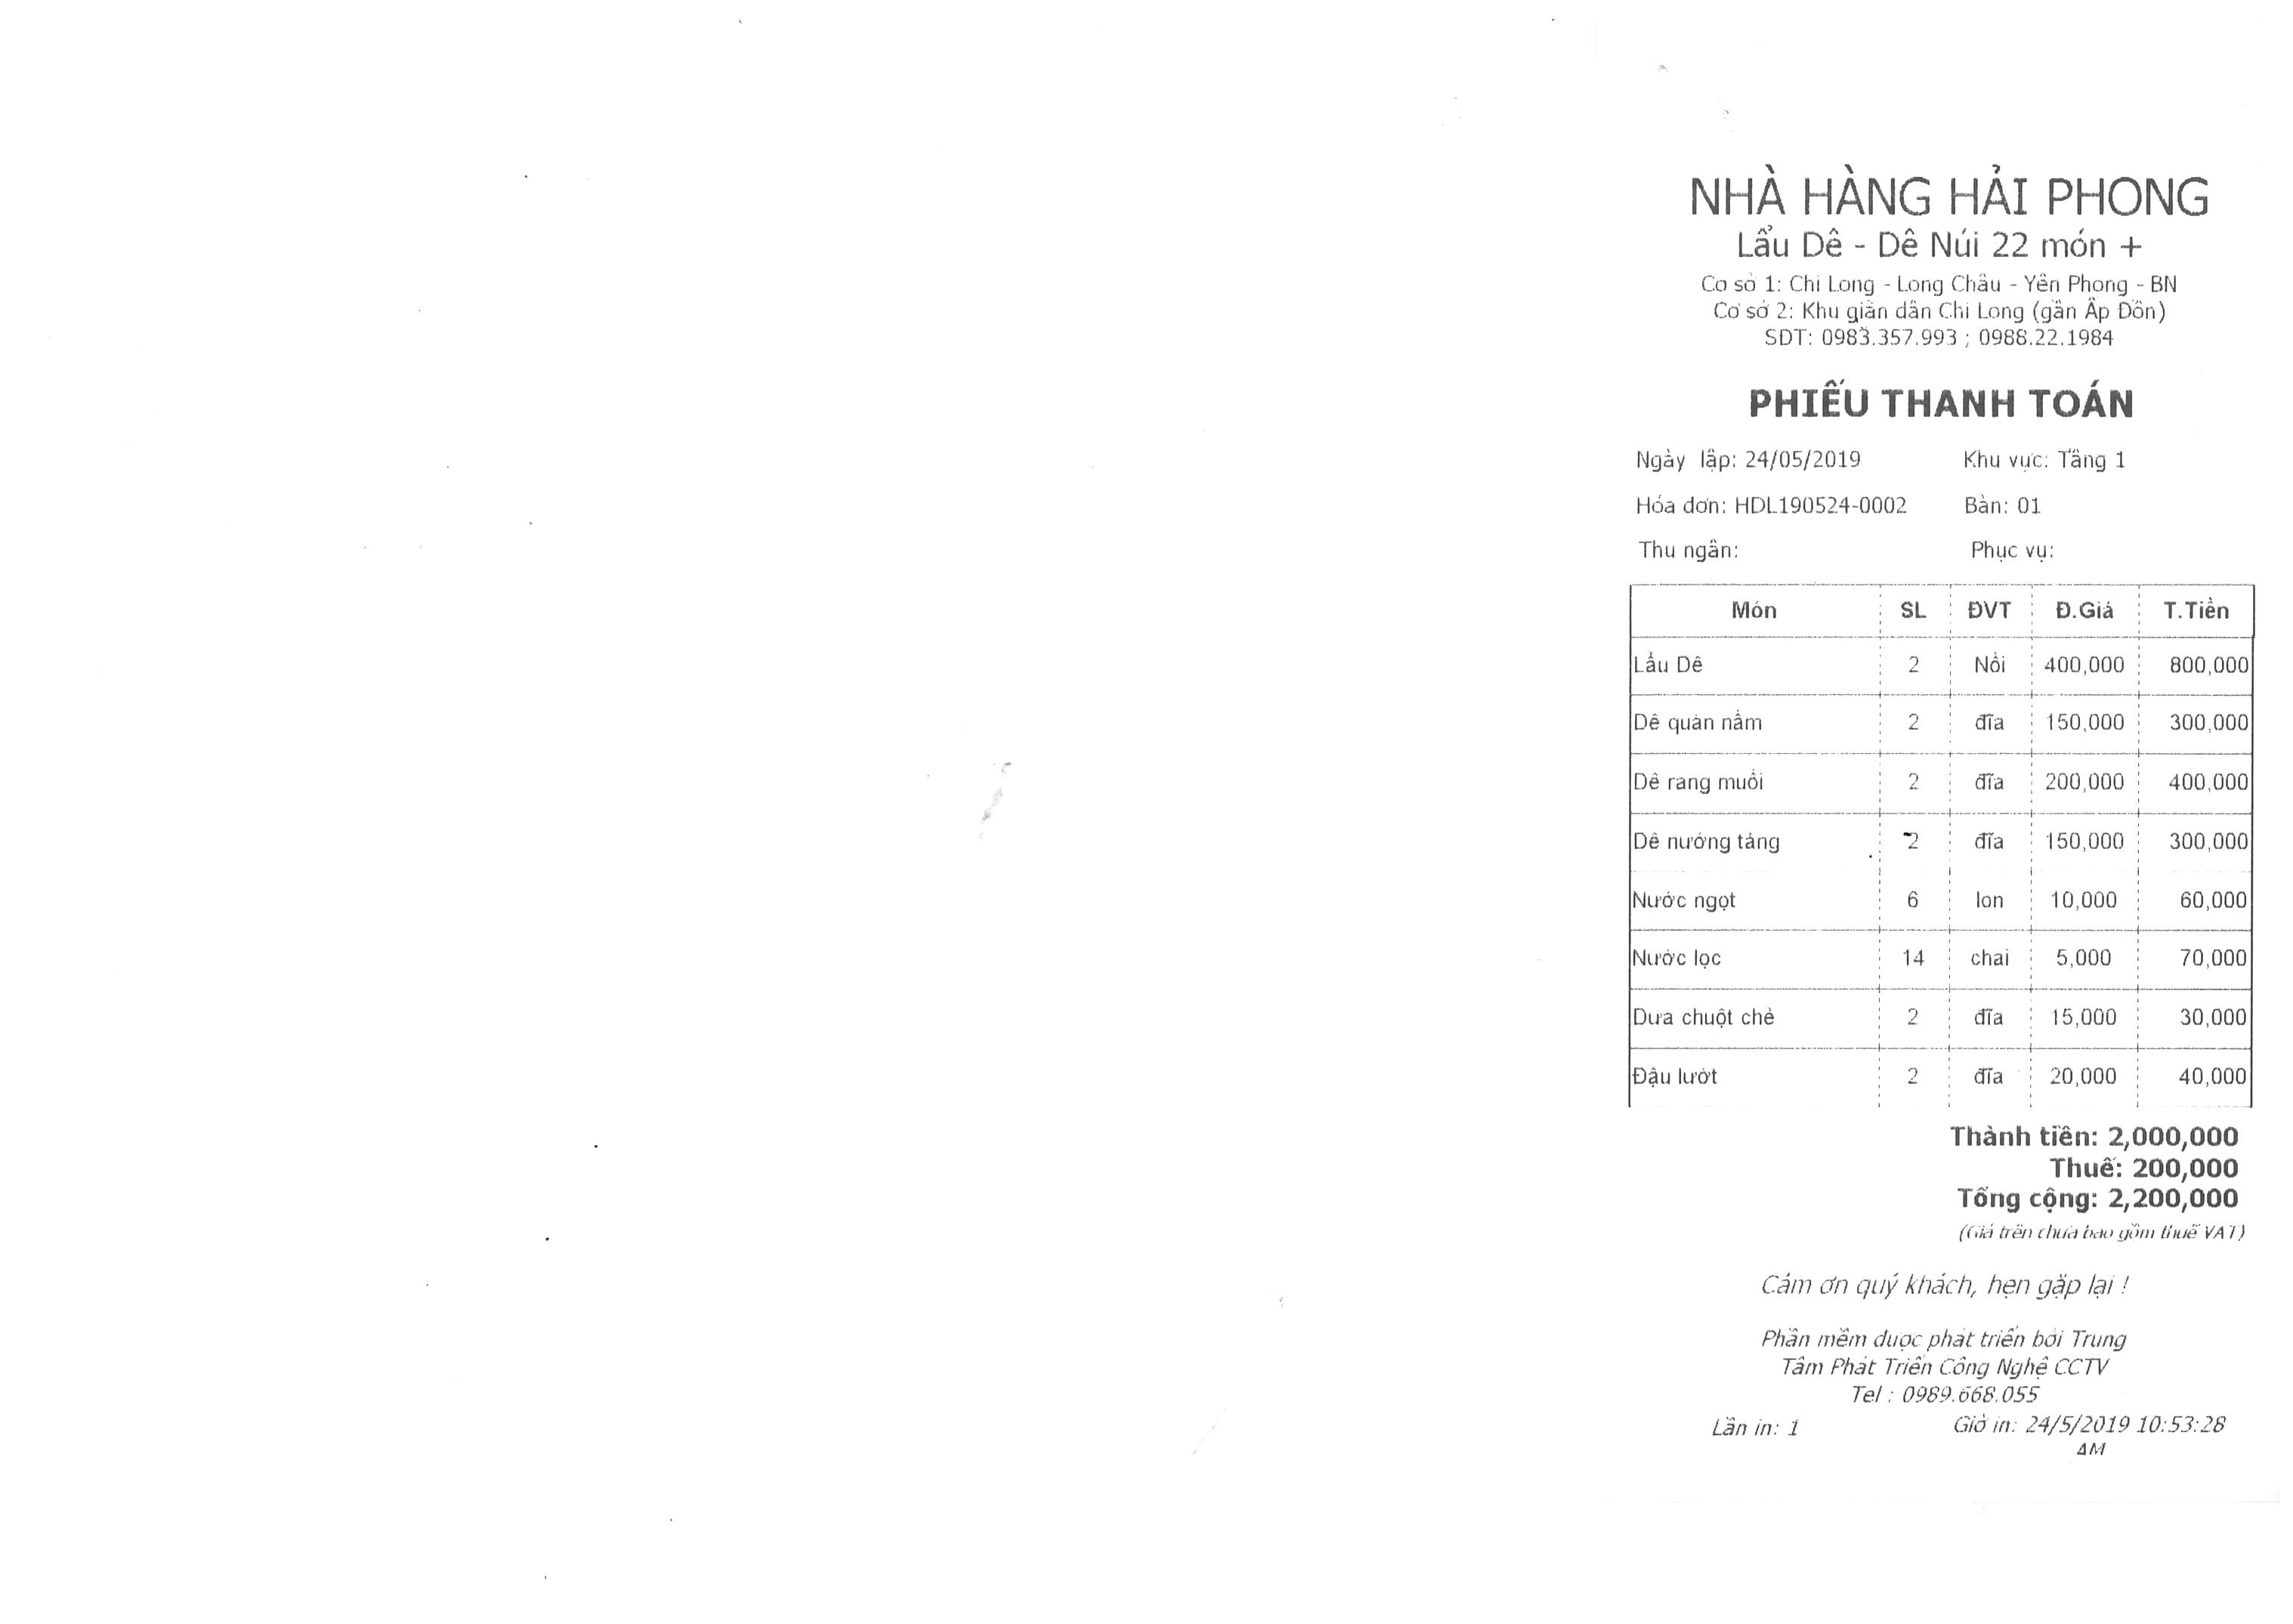 NHÀ HÀNG HẢI PHONG
Lẩu Dê - Dê Núi 22 món +
Cơ sở 1: Chi Long - Long Châu - Yên Phong - BN
Cơ sở 2: Khu giãn dân Chi Long (gần Ấp Đồn)
SDT: 0983.357.993 ; 0988.22.1984
PHIẾU THANH TOÁN
Ngày lập: 24/05/2019 Khu vực: Tầng 1
Hóa đơn: HDL190524-0002 Bàn: 01
Thu ngân: Phục vụ:
Món SL ĐVT Đ.Giá T.Tiền
Lẩu Dê 2 Nồi 400,000 800,000
Dê quản nầm 2 đĩa 150,000 300,000
Dê rang muối 2 đĩa 200,000 400,000
Dê nướng tảng 2 đĩa 150,000 300,000
Nước ngọt 6 lon 10,000 60,000
Nước lọc 14 chai 5,000 70,000
Dưa chuột chẻ 2 đĩa 15,000 30,000
Đậu lướt 2 đĩa 20,000 40,000
Thành tiền: 2,000,000
Thuế: 200,000
Tổng cộng: 2,200,000
(Giá trên chưa bao gồm thuế VAT)
Cảm ơn quý khách, hẹn gặp lại !
Phần mềm được phát triển bởi Trung
Tâm Phát Triển Công Nghệ CCTV
Tel : 0989.668.055
Lần in: 1 Giờ in: 24/5/2019 10:53:28
AM